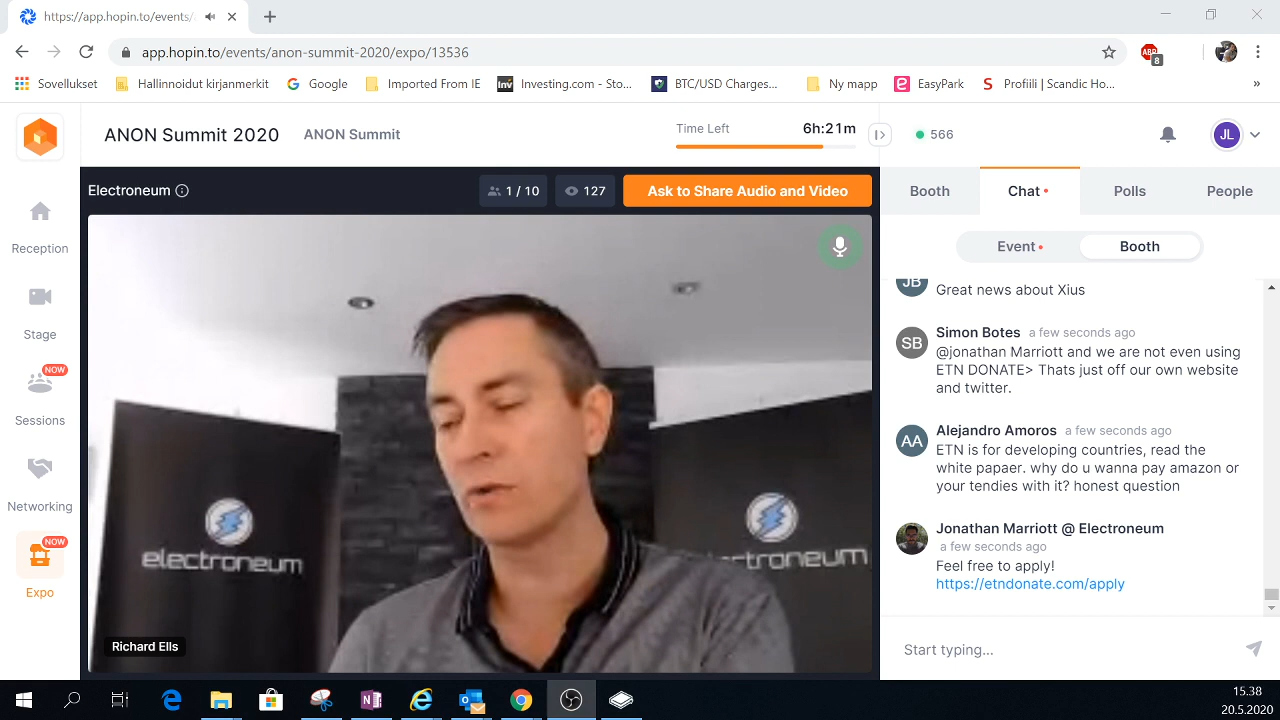 https://app.hopin.to/events/
app.hopin.to/events/anon-summit-2020/expo/13536
ABP
8
Sovellukset
Hallinnoidut kirjanmerkit
Google
Imported From IE
Inv
Investing.com - Sto...
BTC/USD Charges...
Ny mapp
EasyPark
S
Profiili | Scandic Ho...
»
ANON Summit 2020
ANON Summit
Time Left
6h:21m
566
JL
Electroneum
1 / 10
127
Ask to Share Audio and Video
Reception
Stage
NOW
Sessions
Networking
NOW
Expo
electroneum
ctroneum
Richard Ells
Booth
Chat
Polls
People
Event
Booth
JB
Great news about Xius
SB
Simon Botes a few seconds ago
@jonathan Marriott and we are not even using
ETN DONATE> Thats just off our own website
and twitter.
AA
Alejandro Amoros a few seconds ago
ETN is for developing countries, read the
white papaer. why do u wanna pay amazon or
your tendies with it? honest question
Jonathan Marriott @ Electroneum
a few seconds ago
Feel free to apply!
https://etndonate.com/apply
Start typing...
15.38
20.5.2020